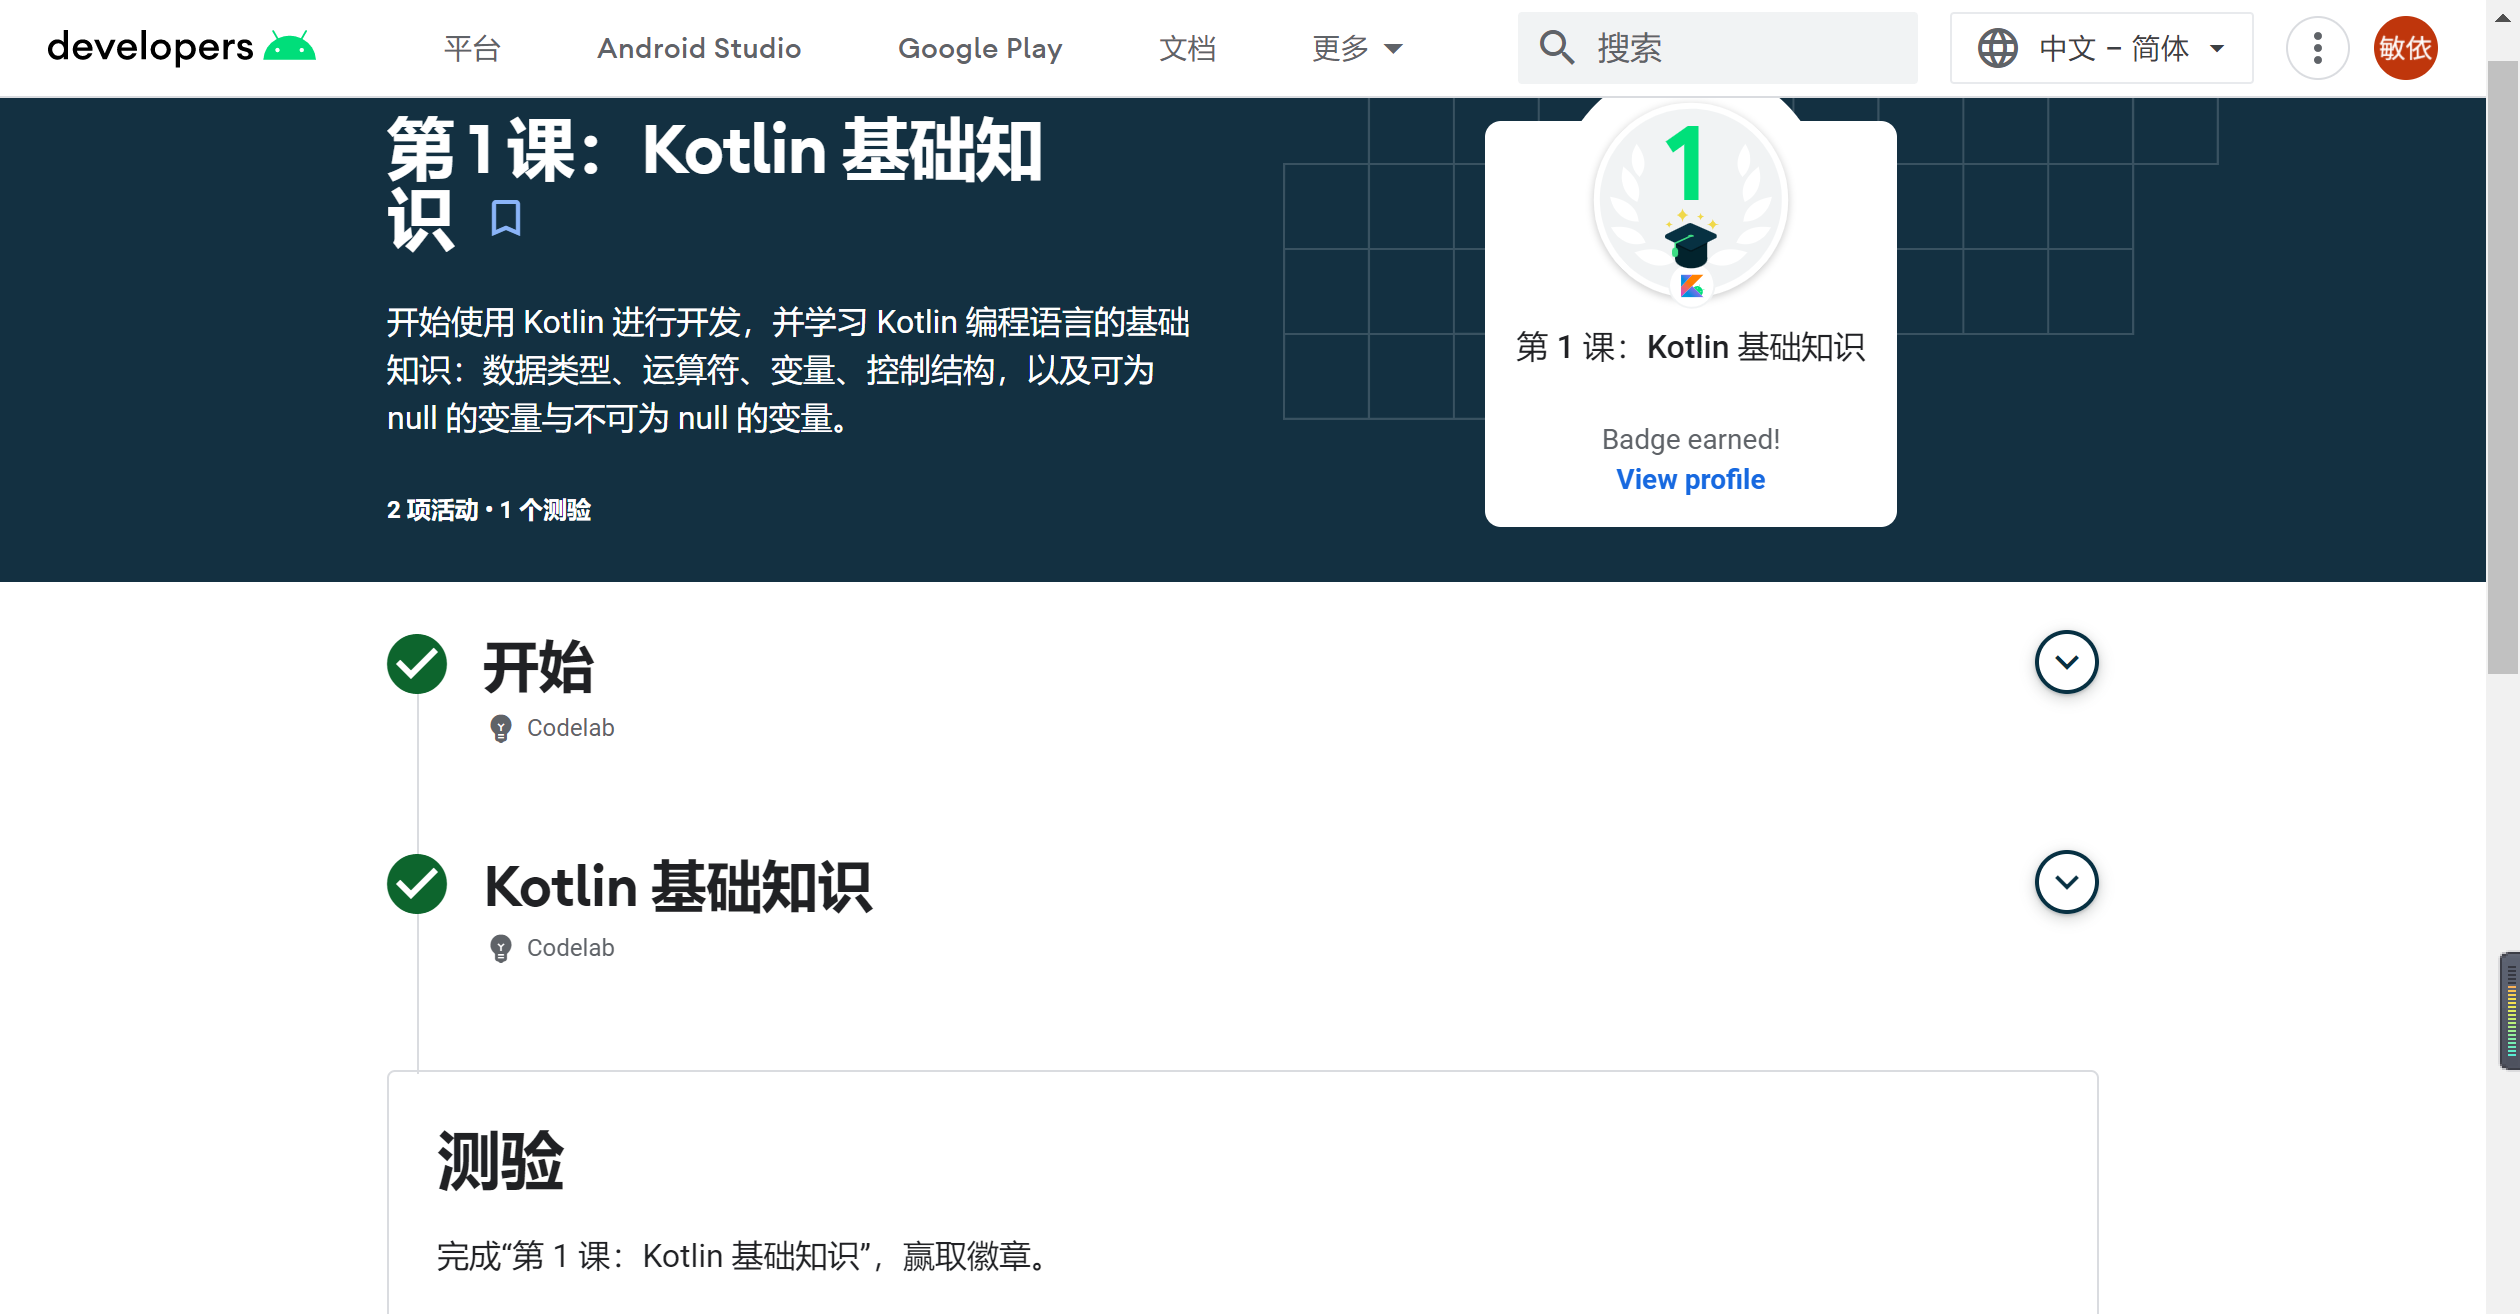 developers
平台
Android Studio
Google Play
文档
更多
搜索
中文 – 简体
敏依
第 1 课：Kotlin 基础知
识
开始使用 Kotlin 进行开发，并学习 Kotlin 编程语言的基础
知识：数据类型、运算符、变量、控制结构，以及可为
null 的变量与不可为 null 的变量。
2 项活动 • 1 个测验
1
第 1 课：Kotlin 基础知识
Badge earned!
View profile
开始
Codelab
Kotlin 基础知识
Codelab
测验
完成“第 1 课：Kotlin 基础知识”，赢取徽章。